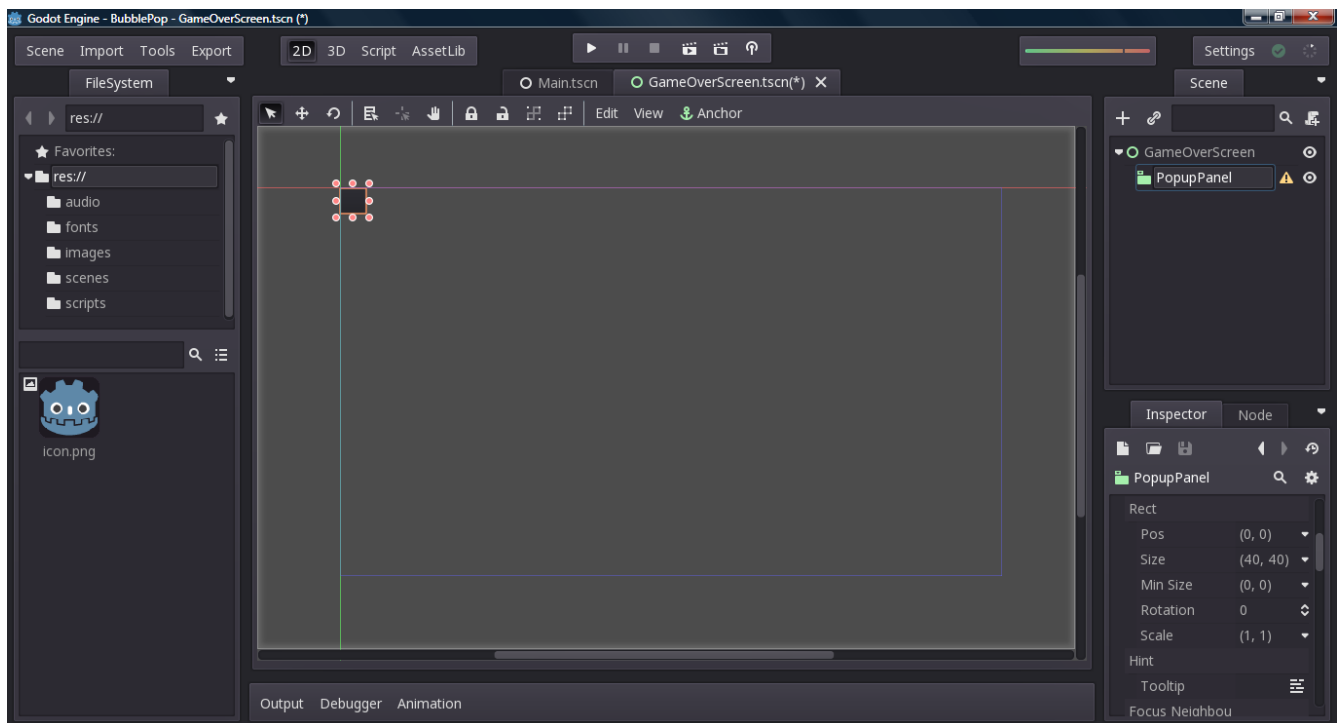 Godot Engine - BubblePop - GameOverScreen.tscn (*)
Scene Import Tools Export
2D 3D Script AssetLib
Settings
FileSystem
Main.tscn
GameOverScreen.tscn(*)
Scene
res://
Edit View Anchor
Favorites:
res://
audio
fonts
images
scenes
scripts
GameOverScreen
PopupPanel
icon.png
Inspector Node
PopupPanel
Rect
Pos (0, 0)
Size (40, 40)
Min Size (0, 0)
Rotation 0
Scale (1, 1)
Hint
Tooltip
Focus Neighbou
Output Debugger Animation